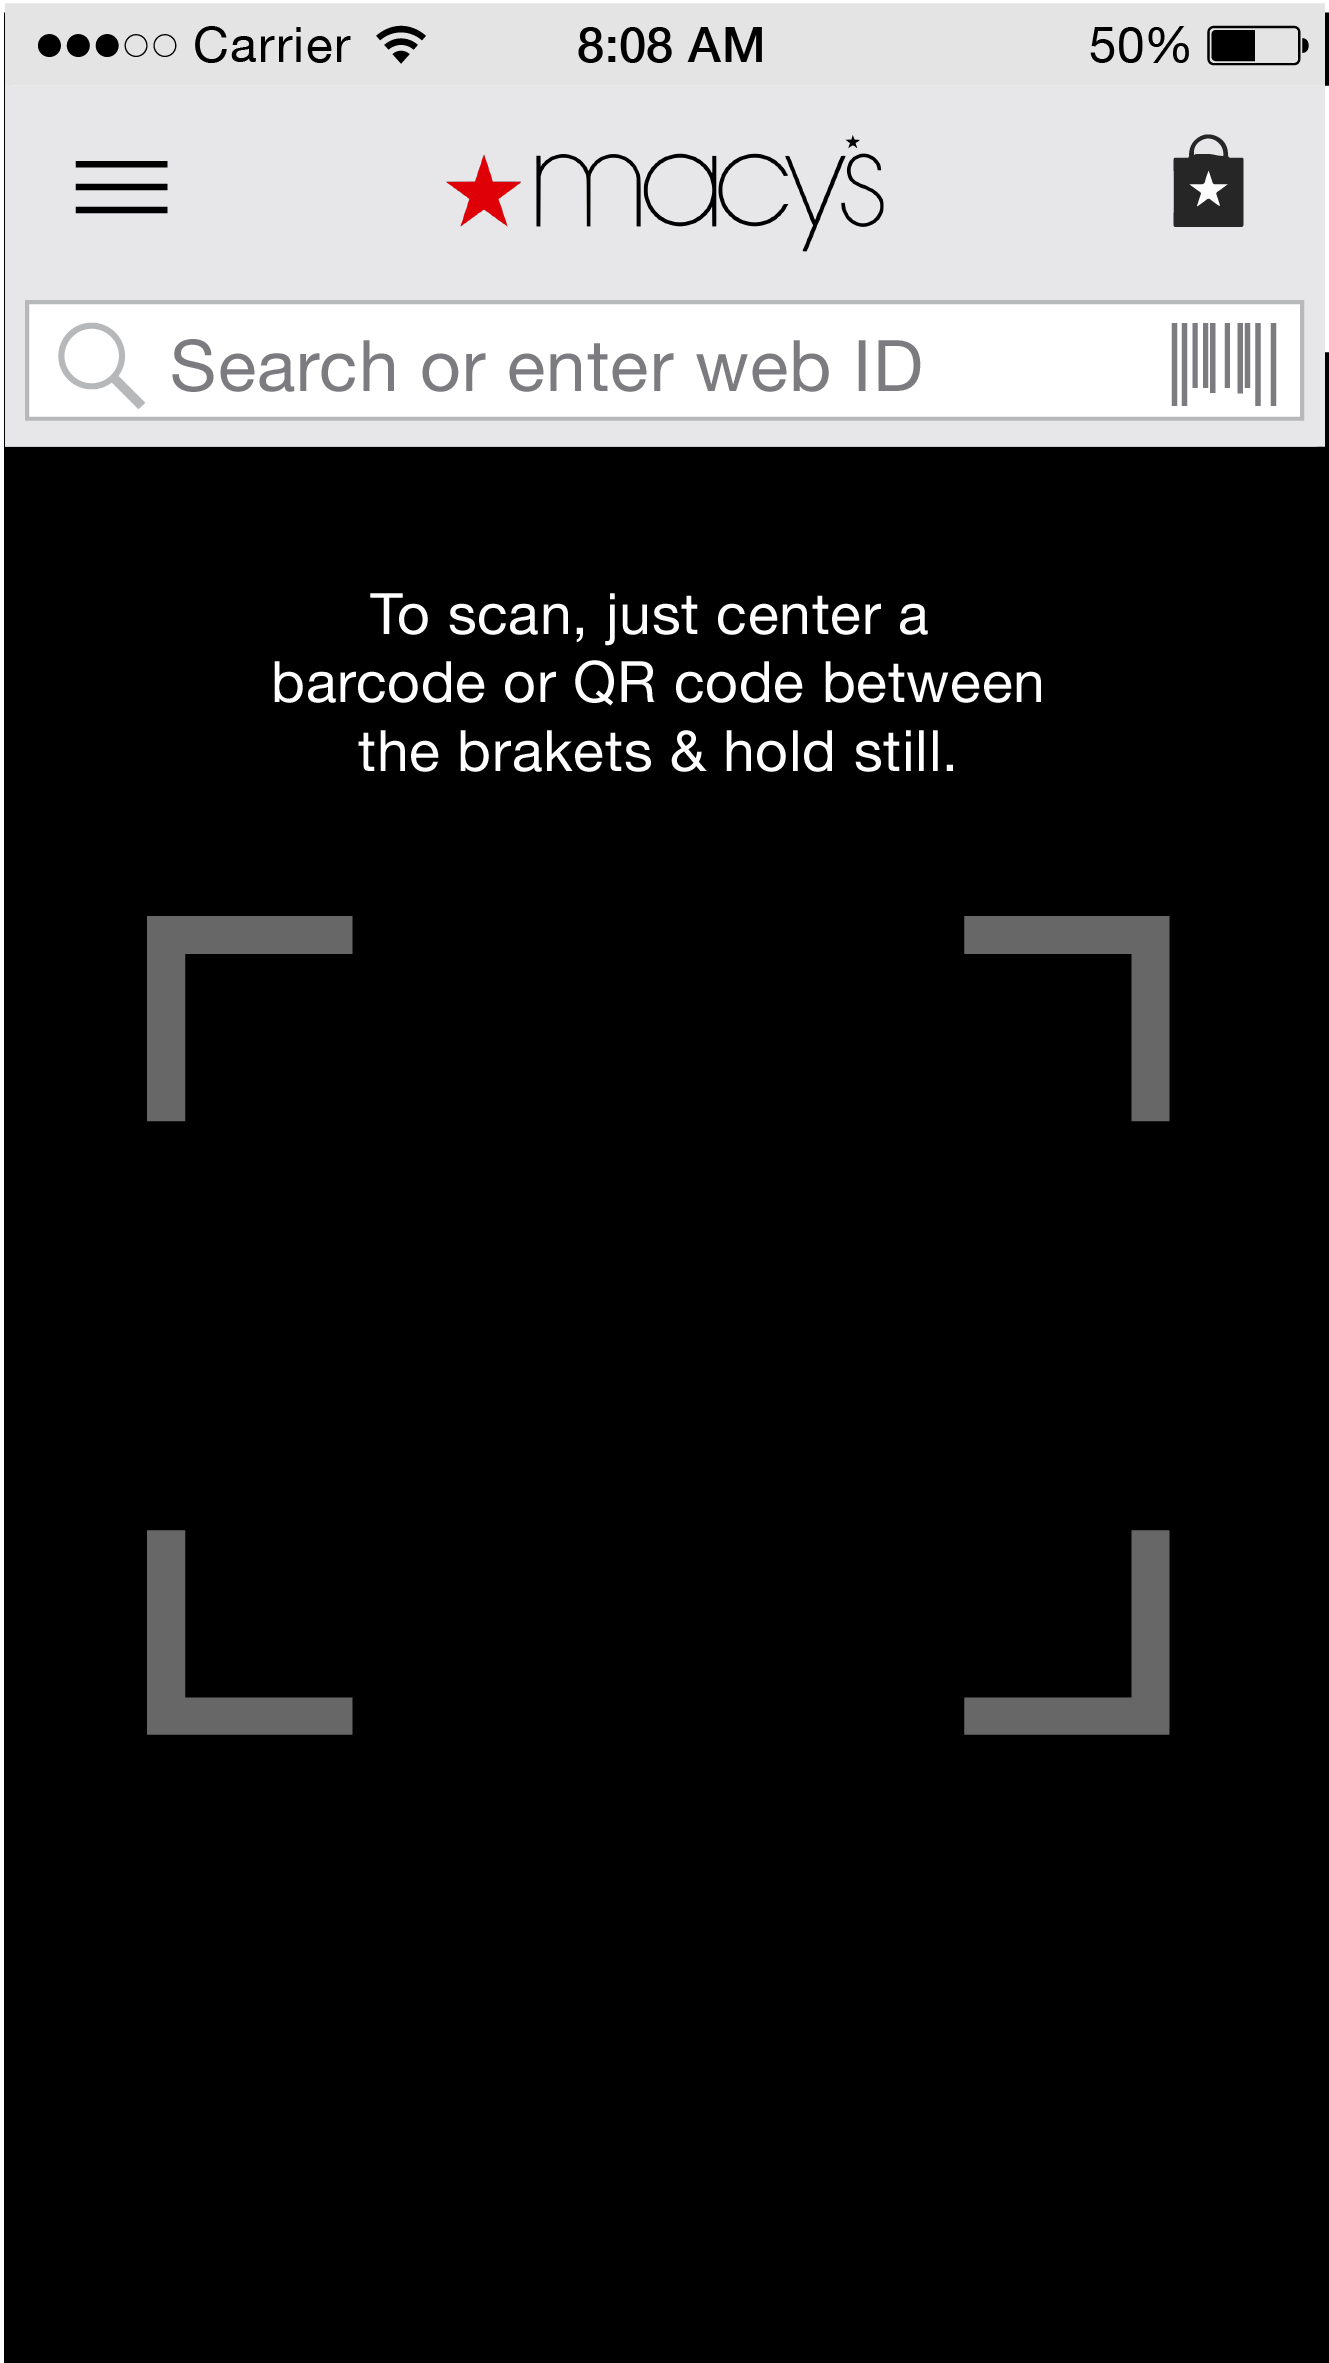 Carrier 8:08 AM 50%
macy's
Search or enter web ID
To scan, just center a
barcode or QR code between
the brakets & hold still.